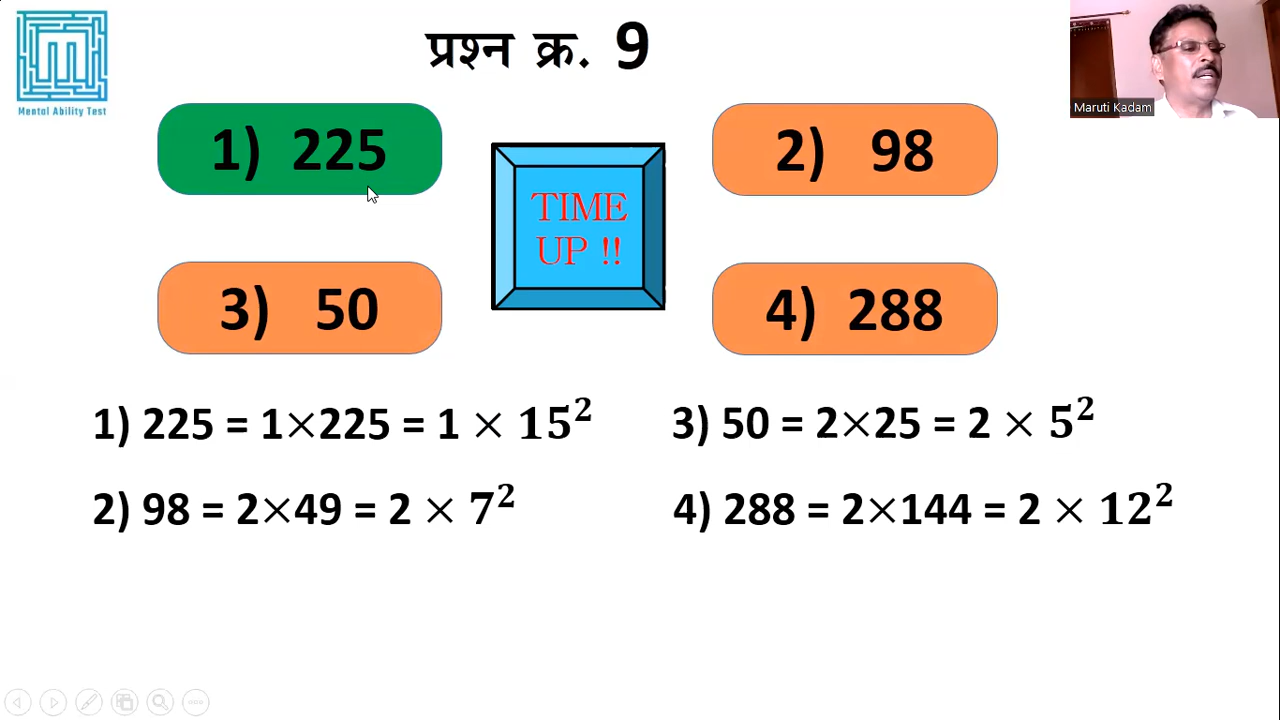 Mental Ability Test
प्रश्न क्र. 9
Maruti Kadam
1) 225
2) 98
TIME
UP !!
3) 50
4) 288
1) 225 = 1×225 = 1 × 15²
3) 50 = 2×25 = 2 × 5²
2) 98 = 2×49 = 2 × 7²
4) 288 = 2×144 = 2 × 12²